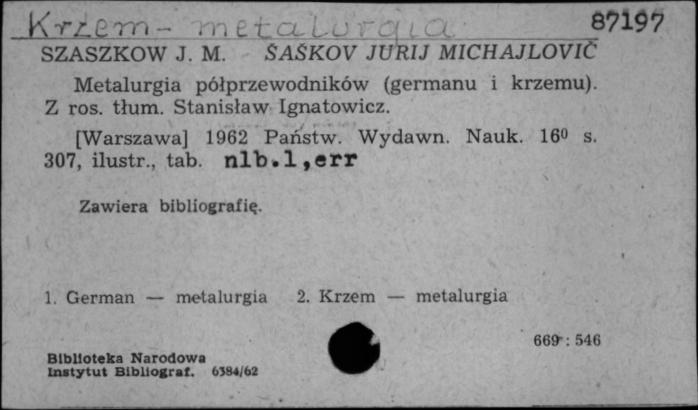 Krzem - metalurgia 87197
SZASZKOW J. M. ŠAŠKOV JURIJ MICHAJLOVIČ
Metalurgia półprzewodników (germanu i krzemu).
Z ros. tłum. Stanisław Ignatowicz.
[Warszawa] 1962 Państw. Wydawn. Nauk. 16⁰ s.
307, ilustr., tab. nlb.1,err
Zawiera bibliografię.
1. German — metalurgia 2. Krzem — metalurgia
669 : 546
Biblioteka Narodowa
Instytut Bibliograf. 6384/62